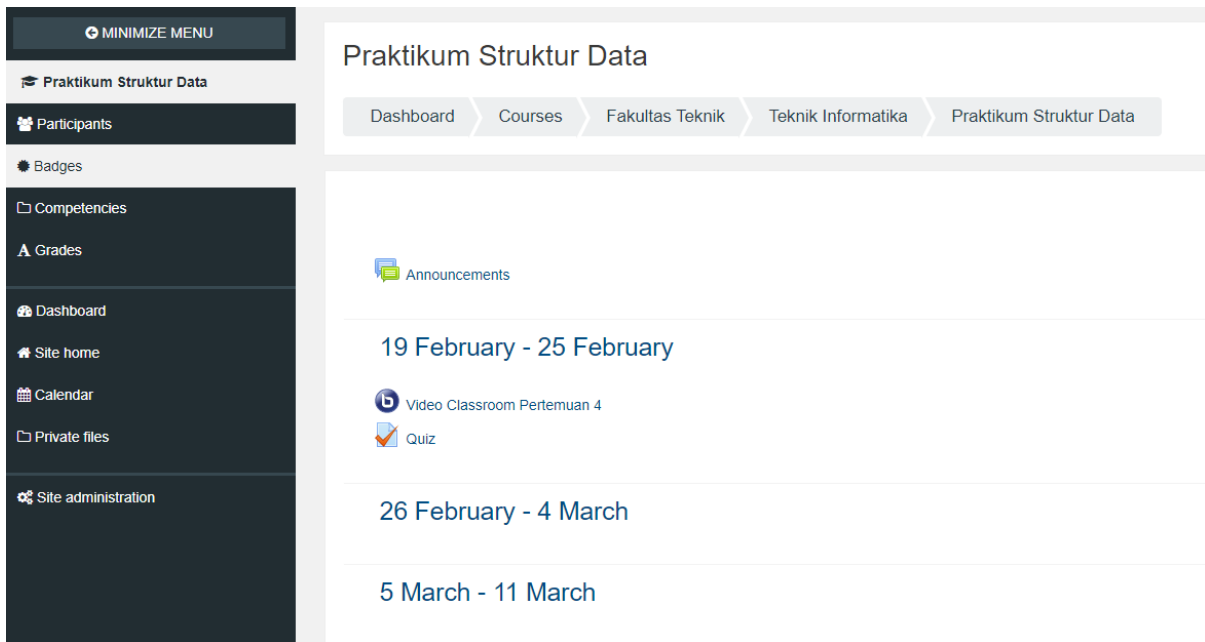 MINIMIZE MENU
Praktikum Struktur Data
Participants
Badges
Competencies
A Grades
Dashboard
Site home
Calendar
Private files
Site administration
Praktikum Struktur Data
Dashboard Courses Fakultas Teknik Teknik Informatika Praktikum Struktur Data
Announcements
19 February - 25 February
b Video Classroom Pertemuan 4
Quiz
26 February - 4 March
5 March - 11 March